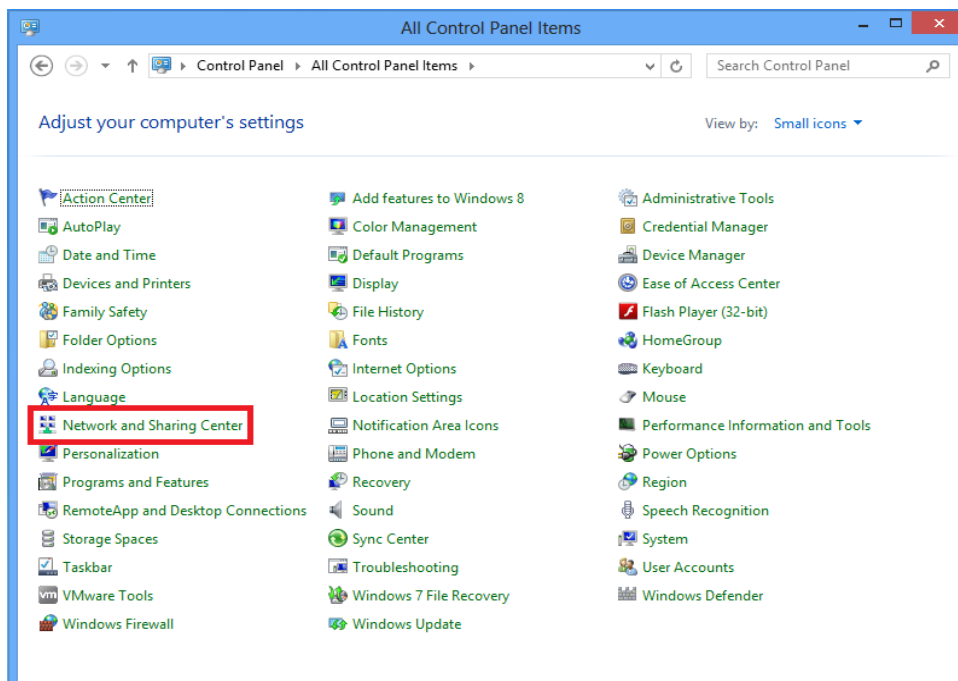 All Control Panel Items
Control Panel All Control Panel Items Search Control Panel
Adjust your computer's settings View by: Small icons
Action Center Add features to Windows 8 Administrative Tools
AutoPlay Color Management Credential Manager
Date and Time Default Programs Device Manager
Devices and Printers Display Ease of Access Center
Family Safety File History Flash Player (32-bit)
Folder Options Fonts HomeGroup
Indexing Options Internet Options Keyboard
Language Location Settings Mouse
Network and Sharing Center Notification Area Icons Performance Information and Tools
Personalization Phone and Modem Power Options
Programs and Features Recovery Region
RemoteApp and Desktop Connections Sound Speech Recognition
Storage Spaces Sync Center System
Taskbar Troubleshooting User Accounts
vm VMware Tools Windows 7 File Recovery Windows Defender
Windows Firewall Windows Update